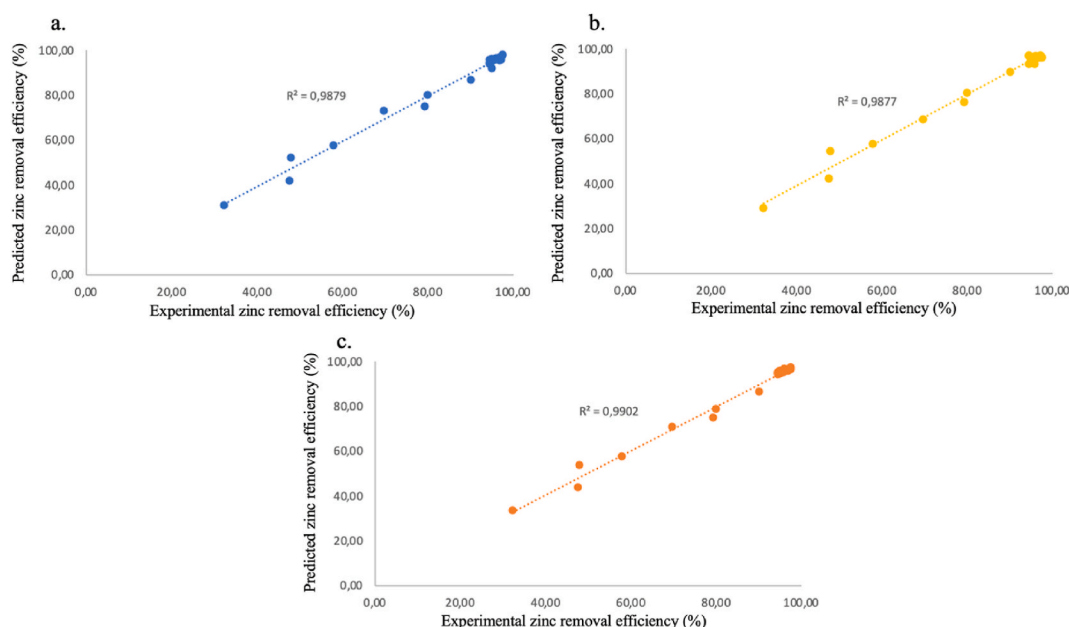 a.
Predicted zinc removal efficiency (%)
100,00
80,00
60,00
40,00
20,00
0,00
R² = 0,9879
0,00 20,00 40,00 60,00 80,00 100,00
Experimental zinc removal efficiency (%)
b.
Predicted zinc removal efficiency (%)
100,00
80,00
60,00
40,00
20,00
0,00
R² = 0,9877
0,00 20,00 40,00 60,00 80,00 100,00
Experimental zinc removal efficiency (%)
c.
Predicted zinc removal efficiency (%)
100,00
80,00
60,00
40,00
20,00
0,00
R² = 0,9902
0,00 20,00 40,00 60,00 80,00 100,00
Experimental zinc removal efficiency (%)